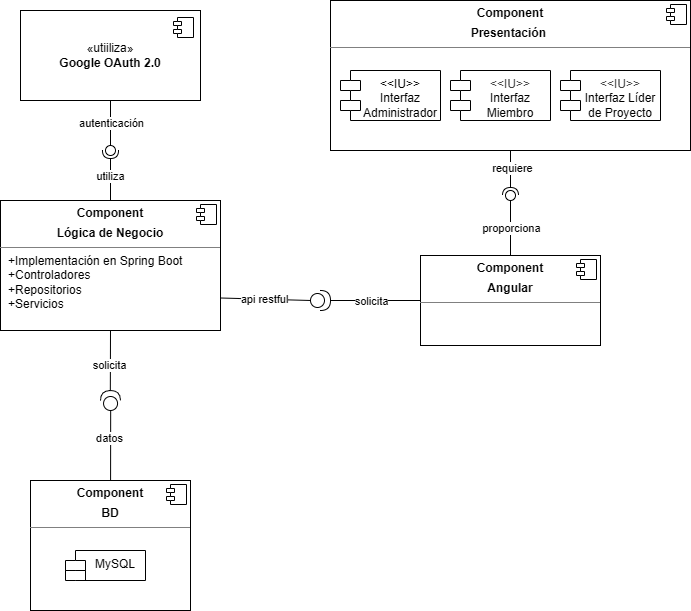 «utiiliza»
Google OAuth 2.0
autenticación
utiliza
Component
Presentación
<<IU>>
Interfaz
Administrador
<<IU>>
Interfaz
Miembro
<<IU>>
Interfaz Líder
de Proyecto
requiere
proporciona
Component
Lógica de Negocio
+Implementación en Spring Boot
+Controladores
+Repositorios
+Servicios
api restful
solicita
Component
Angular
solicita
datos
Component
BD
MySQL